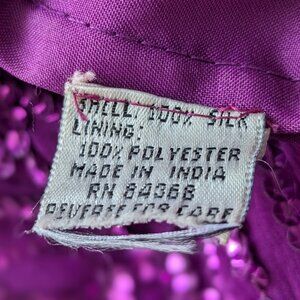 SHELL: 100% SILK
LINING:
100% POLYESTER
MADE IN INDIA
RN 84368
REVERSE FOR CARE